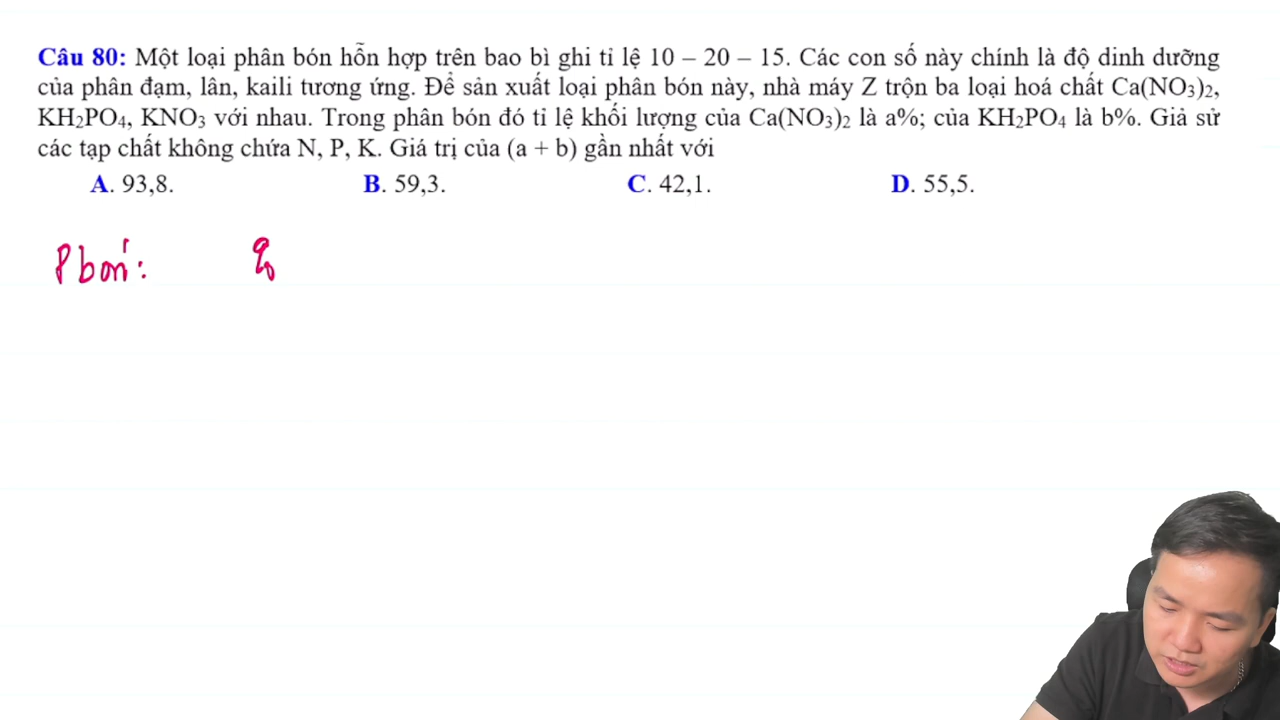 Câu 80: Một loại phân bón hỗn hợp trên bao bì ghi tỉ lệ 10 – 20 – 15. Các con số này chính là độ dinh dưỡng
của phân đạm, lân, kaili tương ứng. Để sản xuất loại phân bón này, nhà máy Z trộn ba loại hoá chất Ca(NO₃)₂,
KH₂PO₄, KNO₃ với nhau. Trong phân bón đó tỉ lệ khối lượng của Ca(NO₃)₂ là a%; của KH₂PO₄ là b%. Giả sử
các tạp chất không chứa N, P, K. Giá trị của (a + b) gần nhất với
A. 93,8. B. 59,3. C. 42,1. D. 55,5.
P bón: